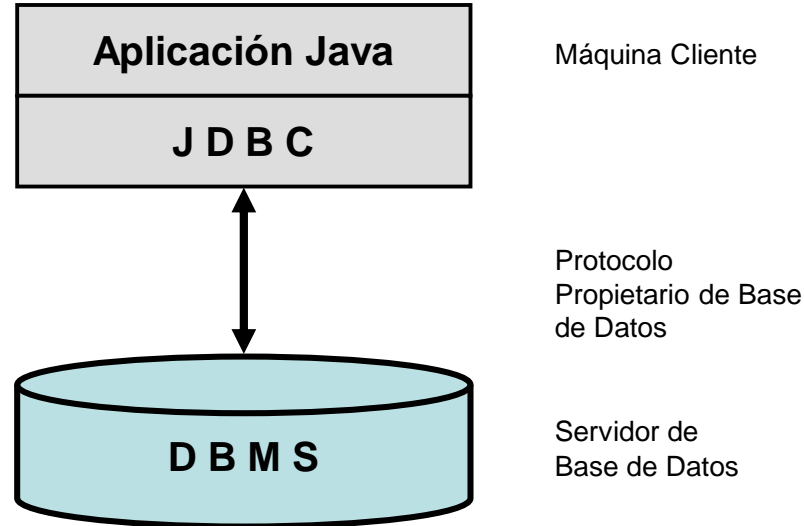 Aplicación Java
Máquina Cliente
J D B C
Protocolo
Propietario de Base
de Datos
D B M S
Servidor de
Base de Datos